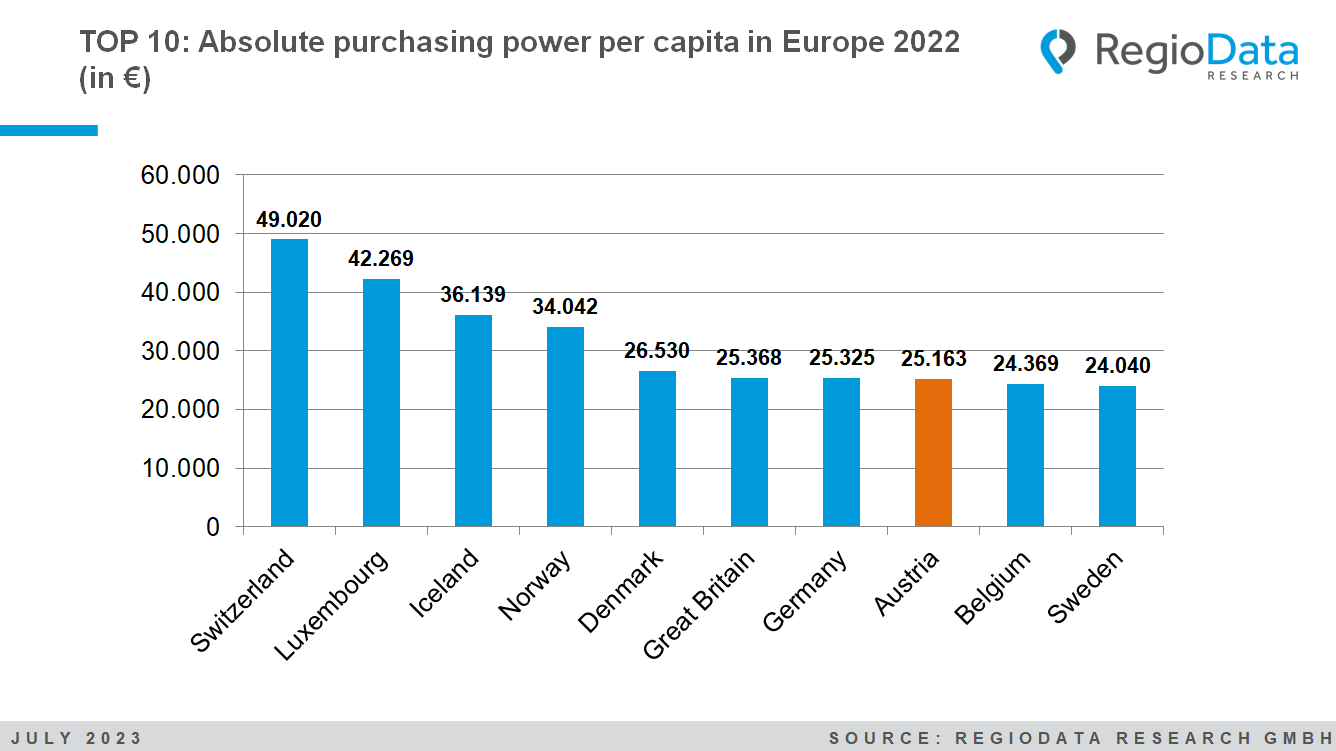 TOP 10: Absolute purchasing power per capita in Europe 2022
(in €)
RegioData
RESEARCH
60.000
50.000
40.000
30.000
20.000
10.000
0
49.020
42.269
36.139
34.042
26.530
25.368
25.325
25.163
24.369
24.040
Switzerland
Luxembourg
Iceland
Norway
Denmark
Great Britain
Germany
Austria
Belgium
Sweden
JULY 2023
SOURCE: REGIODATA RESEARCH GMBH